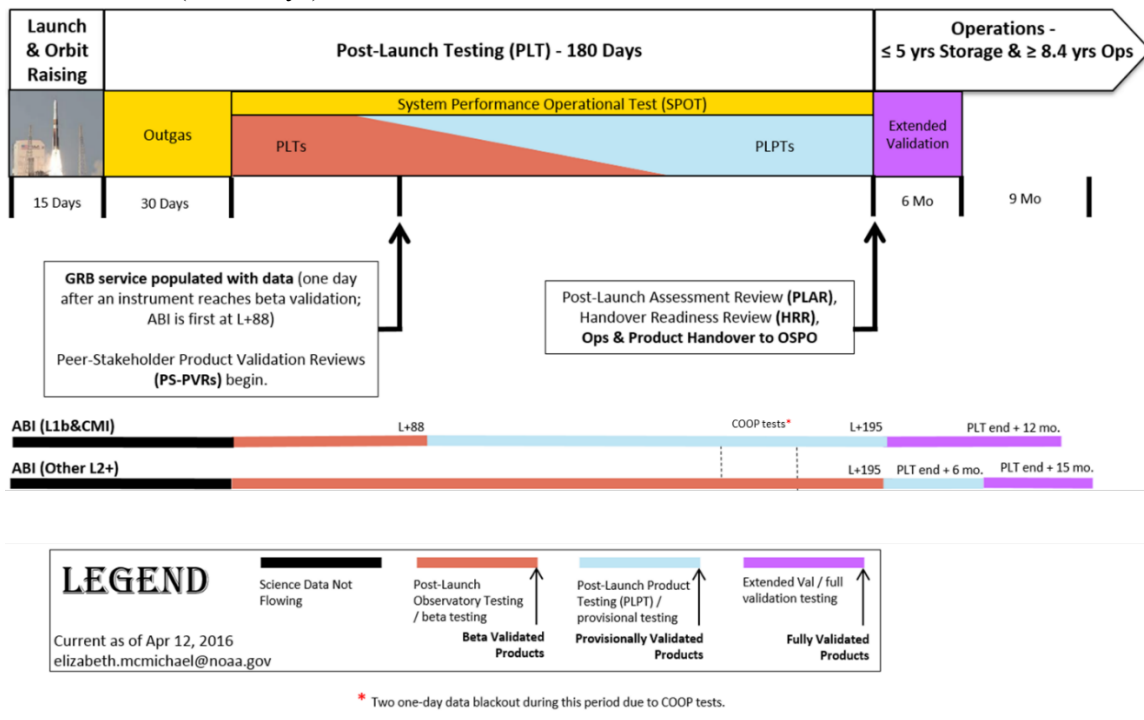 Launch
& Orbit
Raising
Post-Launch Testing (PLT) - 180 Days
Operations -
≤ 5 yrs Storage & ≥ 8.4 yrs Ops
System Performance Operational Test (SPOT)
Outgas
PLTs
PLPTs
Extended
Validation
15 Days
30 Days
6 Mo
9 Mo
GRB service populated with data (one day
after an instrument reaches beta validation;
ABI is first at L+88)
Peer-Stakeholder Product Validation Reviews
(PS-PVRs) begin.
Post-Launch Assessment Review (PLAR),
Handover Readiness Review (HRR),
Ops & Product Handover to OSPO
ABI (L1b&CMI)
L+88
COOP tests*
L+195
PLT end + 12 mo.
ABI (Other L2+)
L+195
PLT end + 6 mo.
PLT end + 15 mo.
LEGEND
Current as of Apr 12, 2016
elizabeth.mcmichael@noaa.gov
Science Data Not
Flowing
Post-Launch
Observatory Testing
/ beta testing
Beta Validated
Products
Post-Launch Product
Testing (PLPT) /
provisional testing
Provisionally Validated
Products
Extended Val / full
validation testing
Fully Validated
Products
* Two one-day data blackout during this period due to COOP tests.